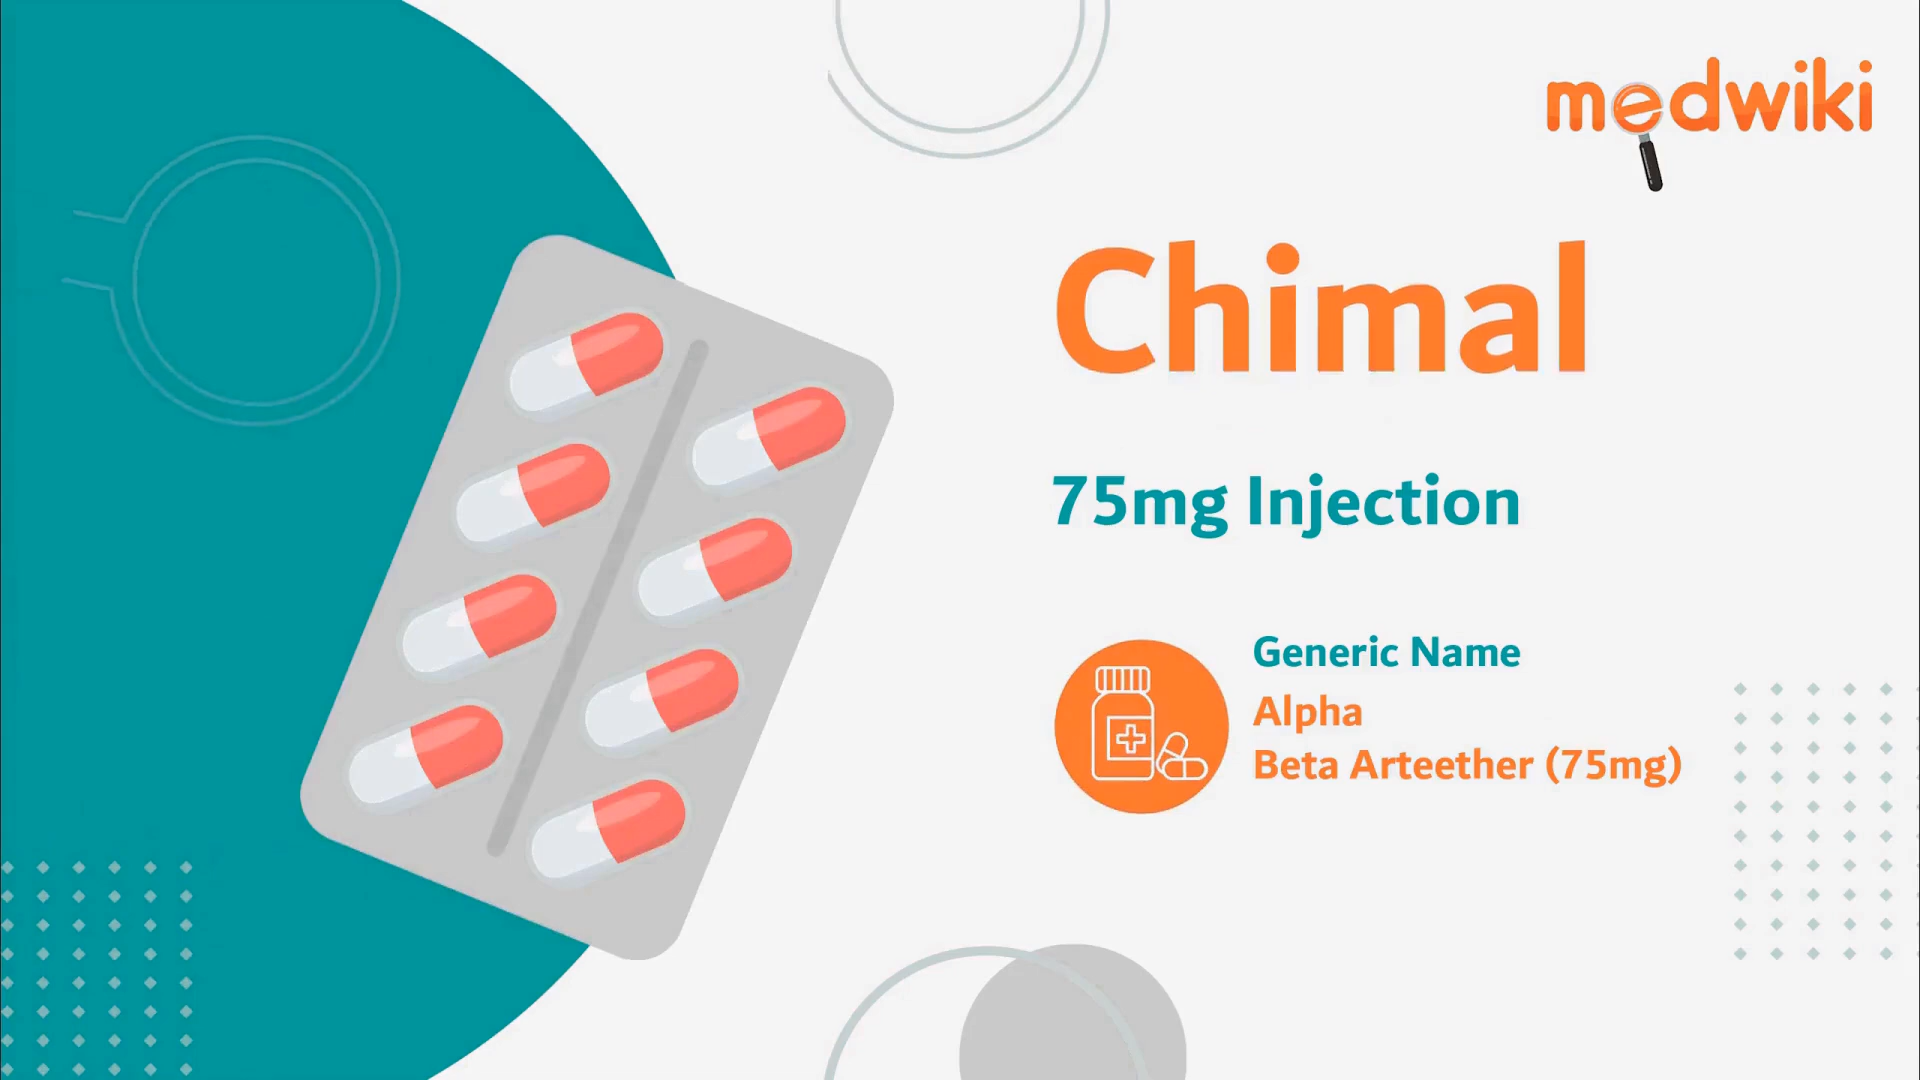 medwiki
Chimal
75mg Injection
Generic Name
Alpha
Beta Arteether (75mg)